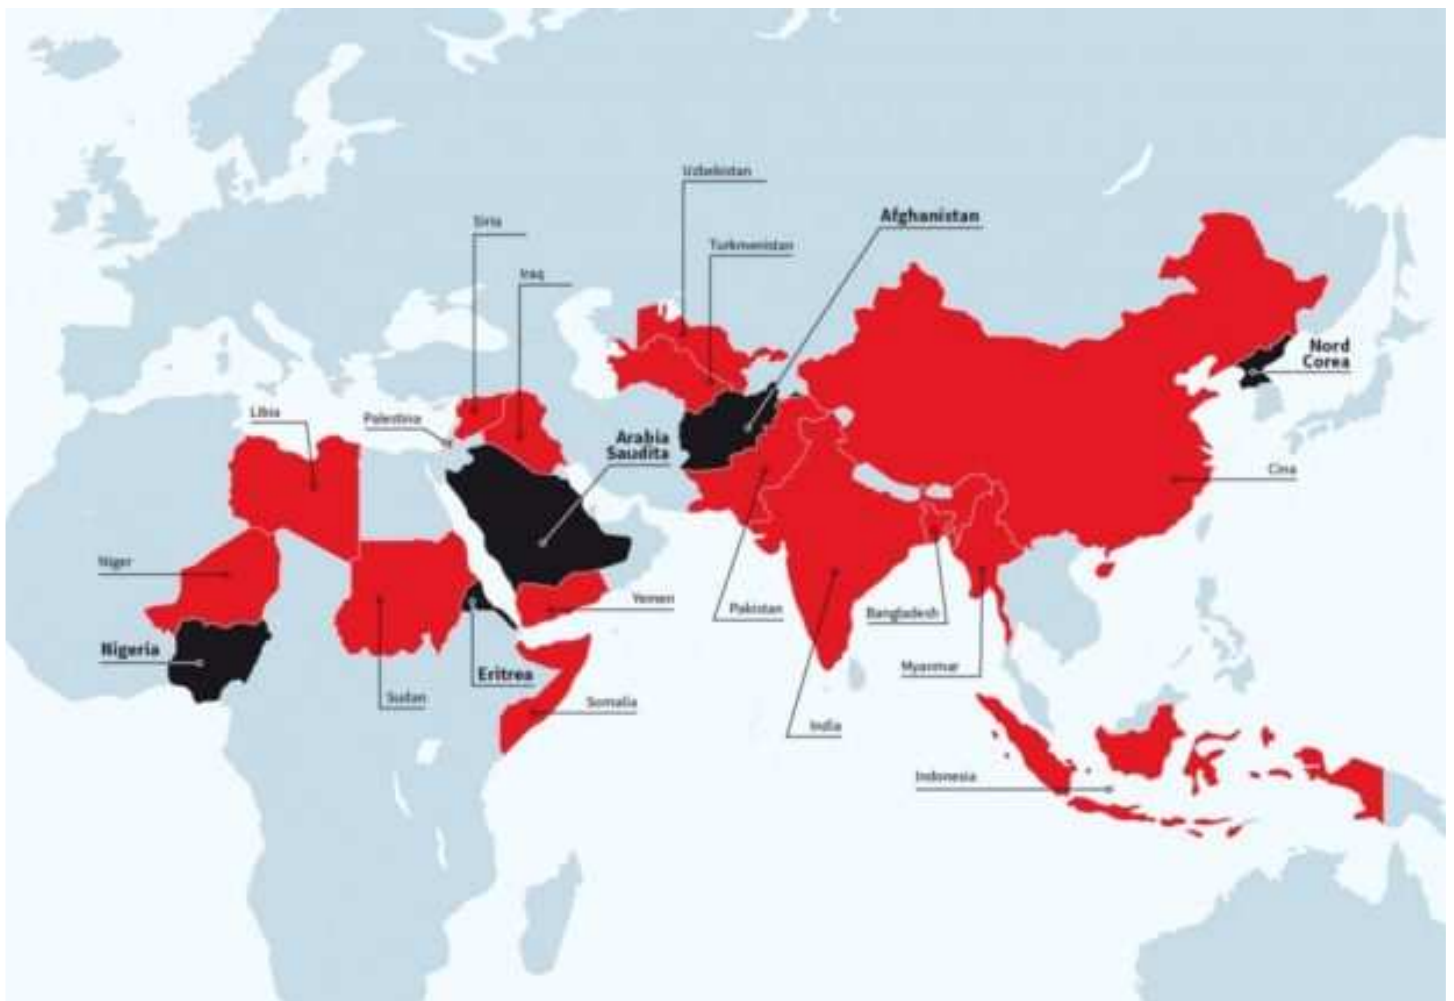 Uzbekistan
Afghanistan
Siria
Turkmenistan
Iraq
Nord
Corea
Libia
Palestina
Arabia
Saudita
Cina
Niger
Yemen
Pakistan
Bangladesh
Nigeria
Eritrea
Myanmar
Sudan
Somalia
India
Indonesia